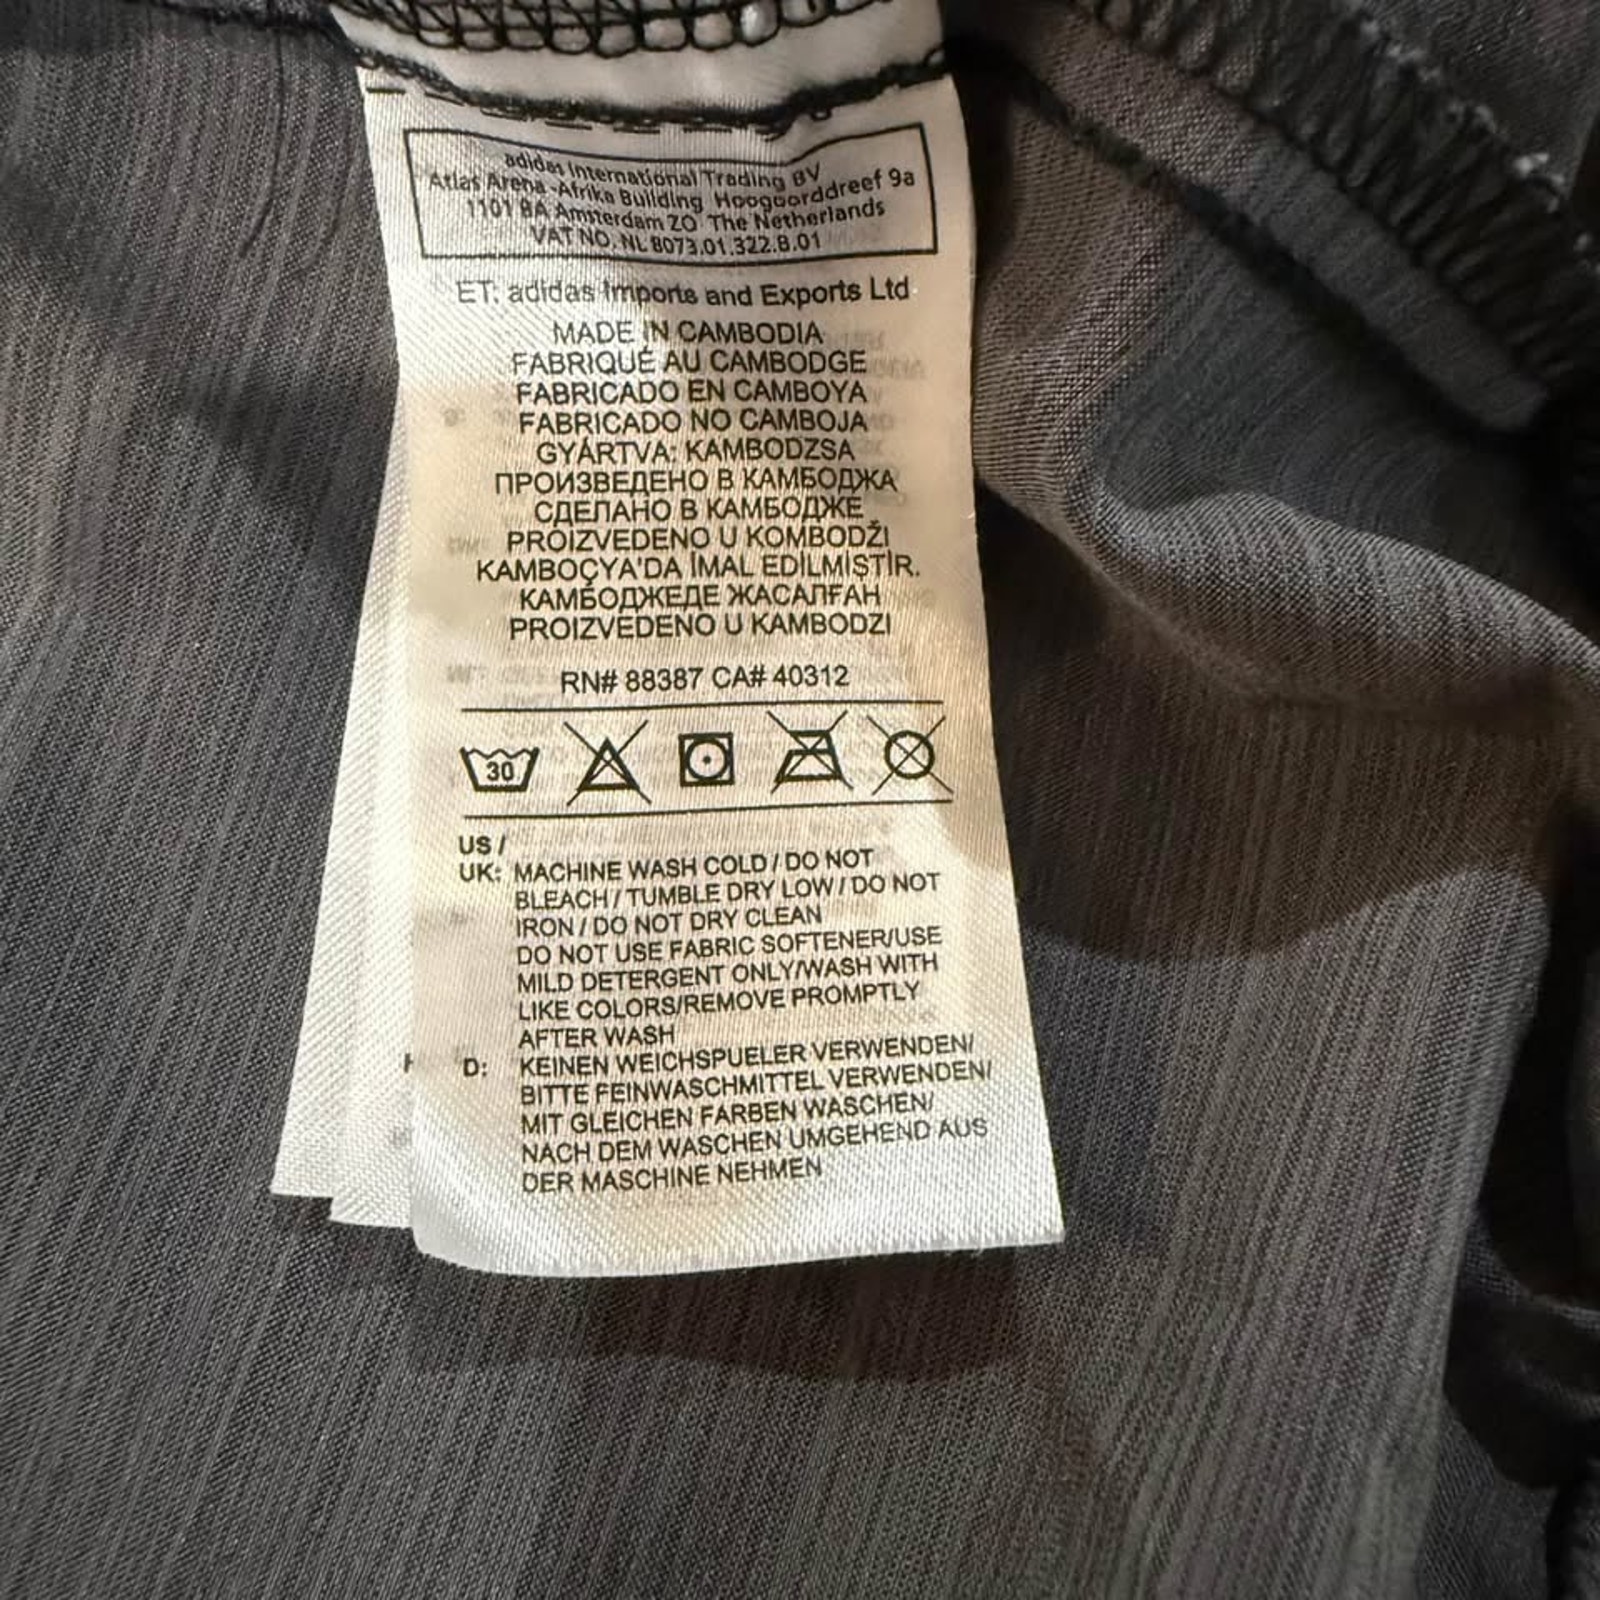 adidas International Trading BV
Atlas Arena -Afrika Building Hoogoorddreef 9a
1101 BA Amsterdam ZO The Netherlands
VAT NO. NL 8073.01.322.B.01
ET: adidas Imports and Exports Ltd
MADE IN CAMBODIA
FABRIQUÉ AU CAMBODGE
FABRICADO EN CAMBOYA
FABRICADO NO CAMBOJA
GYÁRTVA: KAMBODZSA
ПРОИЗВЕДЕНО В КАМБОДЖА
СДЕЛАНО В КАМБОДЖЕ
PROIZVEDENO U KOMBODŽI
KAMBOÇYA'DA İMAL EDİLMİŞTİR.
КАМБОДЖЕДЕ ЖАСАЛҒАН
PROIZVEDENO U KAMBODZI
RN# 88387 CA# 40312
30
US /
UK: MACHINE WASH COLD / DO NOT
BLEACH / TUMBLE DRY LOW / DO NOT
IRON / DO NOT DRY CLEAN
DO NOT USE FABRIC SOFTENER/USE
MILD DETERGENT ONLY/WASH WITH
LIKE COLORS/REMOVE PROMPTLY
AFTER WASH
D: KEINEN WEICHSPUELER VERWENDEN/
BITTE FEINWASCHMITTEL VERWENDEN/
MIT GLEICHEN FARBEN WASCHEN/
NACH DEM WASCHEN UMGEHEND AUS
DER MASCHINE NEHMEN